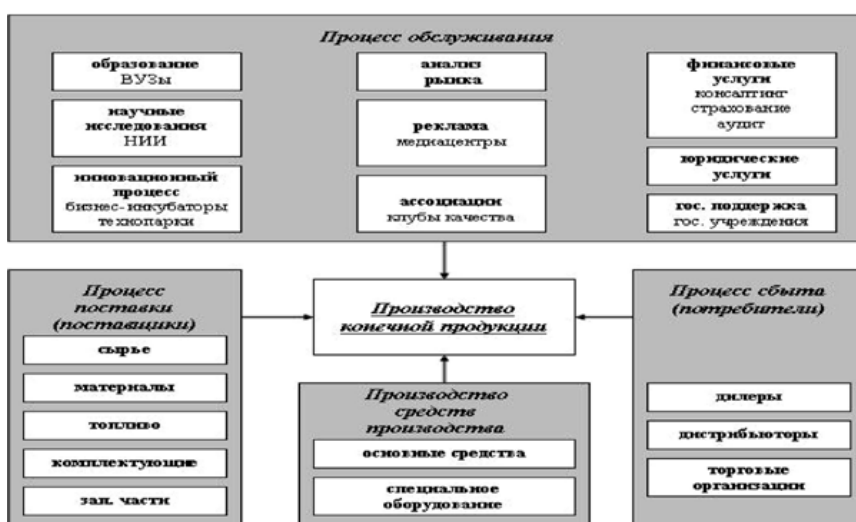 Процесс обслуживания
образование
ВУЗы
научные
исследования
НИИ
инновационный
процесс
бизнес-инкубаторы
технопарки
анализ
рынка
реклама
медиацентры
ассоциации
клубы качества
финансовые
услуги
консалтинг
страхование
аудит
юридические
услуги
гос. поддержка
гос. учреждения
Процесс
поставки
(поставщики)
сырье
материалы
топливо
комплектующие
зап. части
Производство
конечной продукции
Производство
средств
производства
основные средства
специальное
оборудование
Процесс сбыта
(потребители)
дилеры
дистрибьюторы
торговые
организации